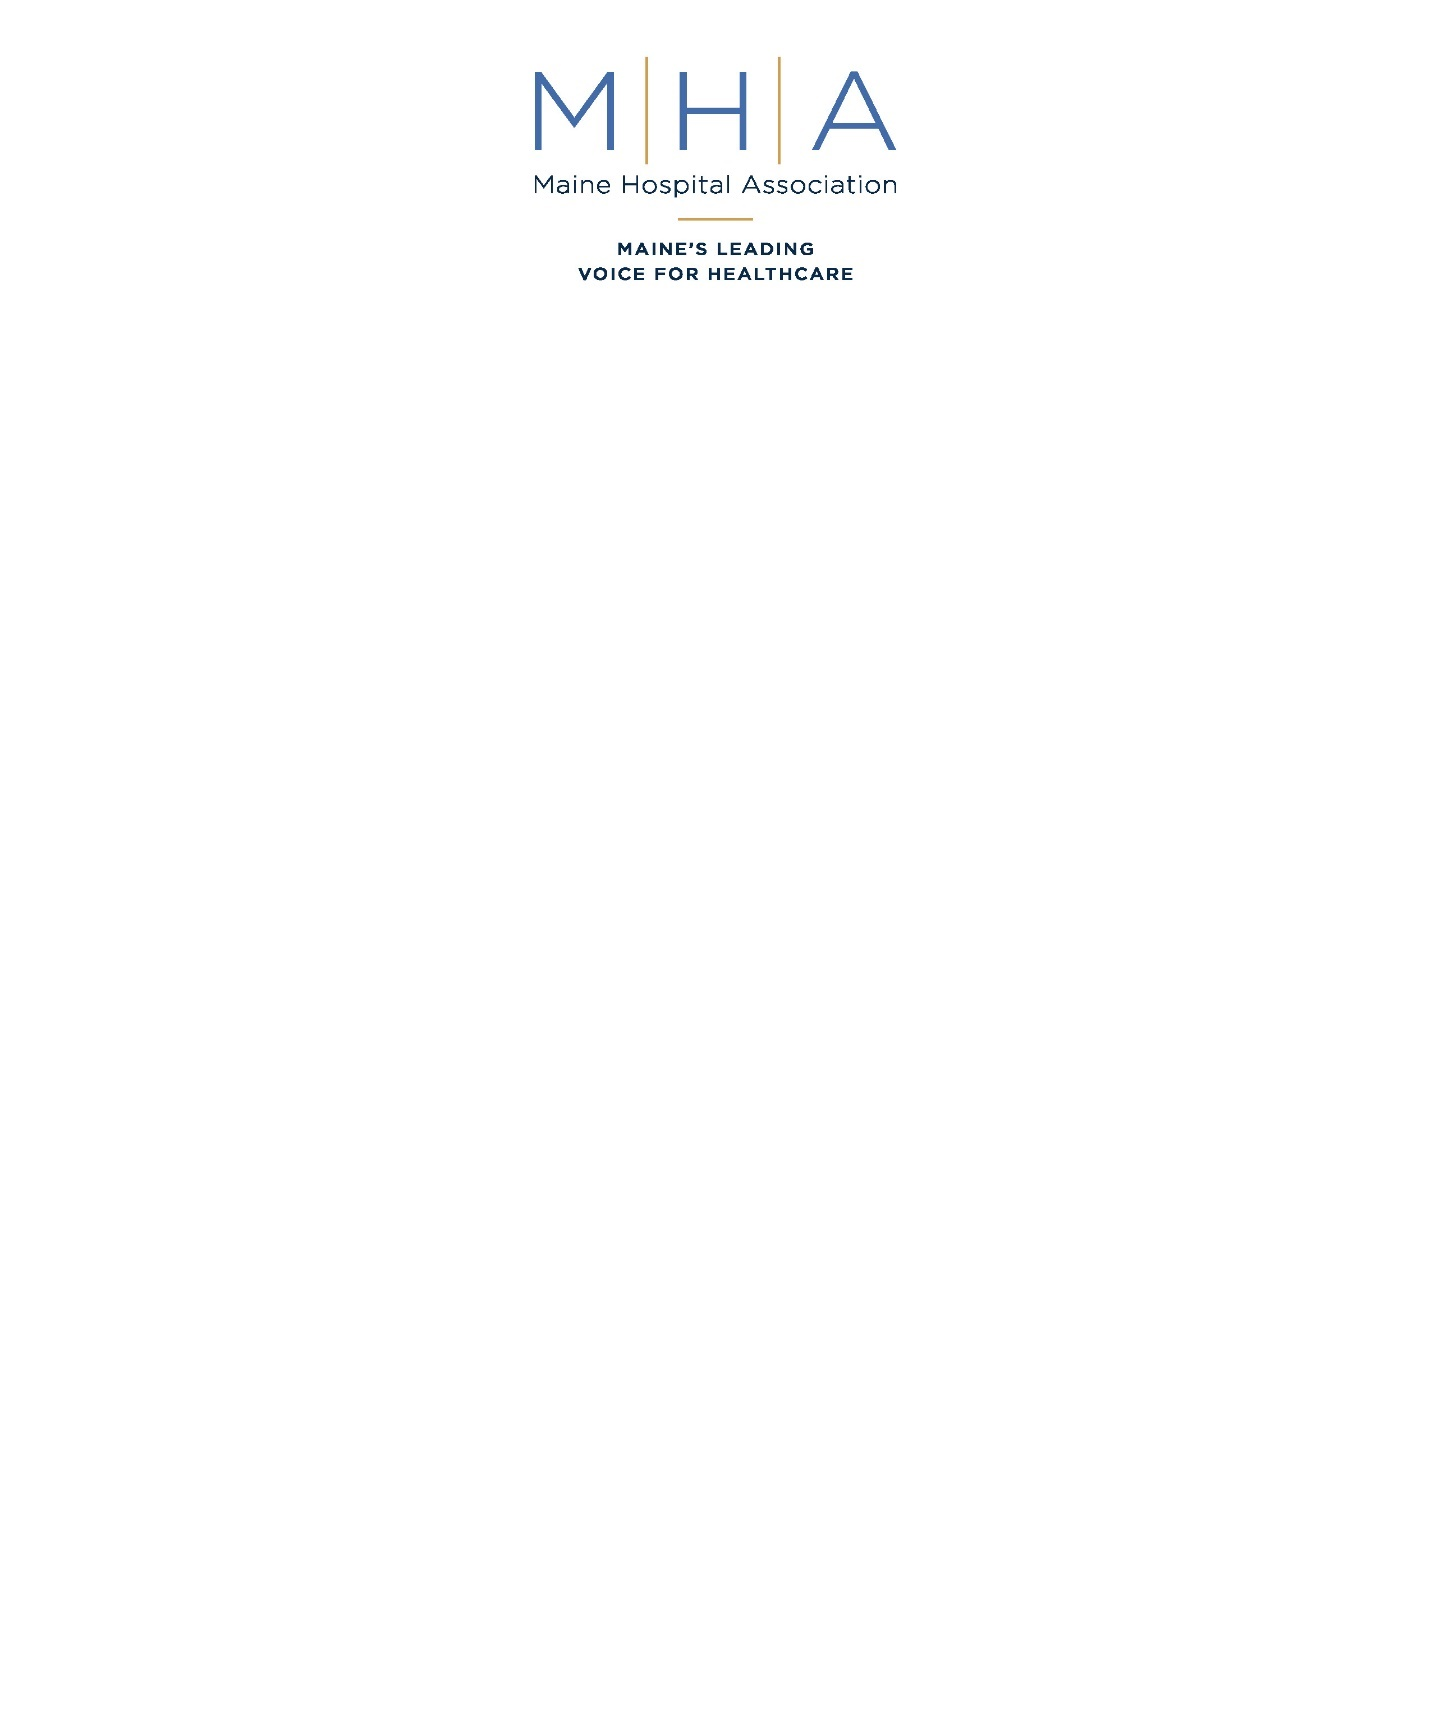 M|H|A
Maine Hospital Association
MAINE'S LEADING
VOICE FOR HEALTHCARE